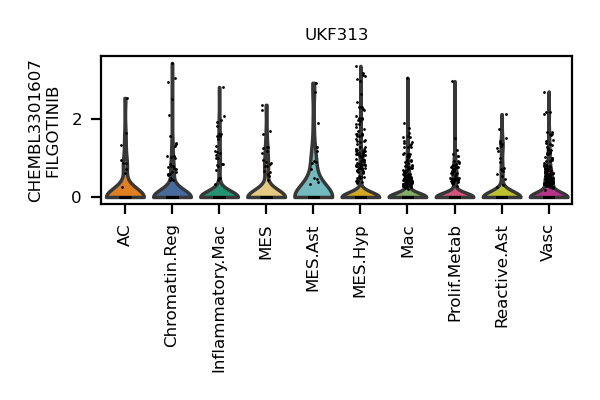 UKF313
CHEMBL3301607
FILGOTINIB
2
0
AC
Chromatin.Reg
Inflammatory.Mac
MES
MES.Ast
MES.Hyp
Mac
Prolif.Metab
Reactive.Ast
Vasc